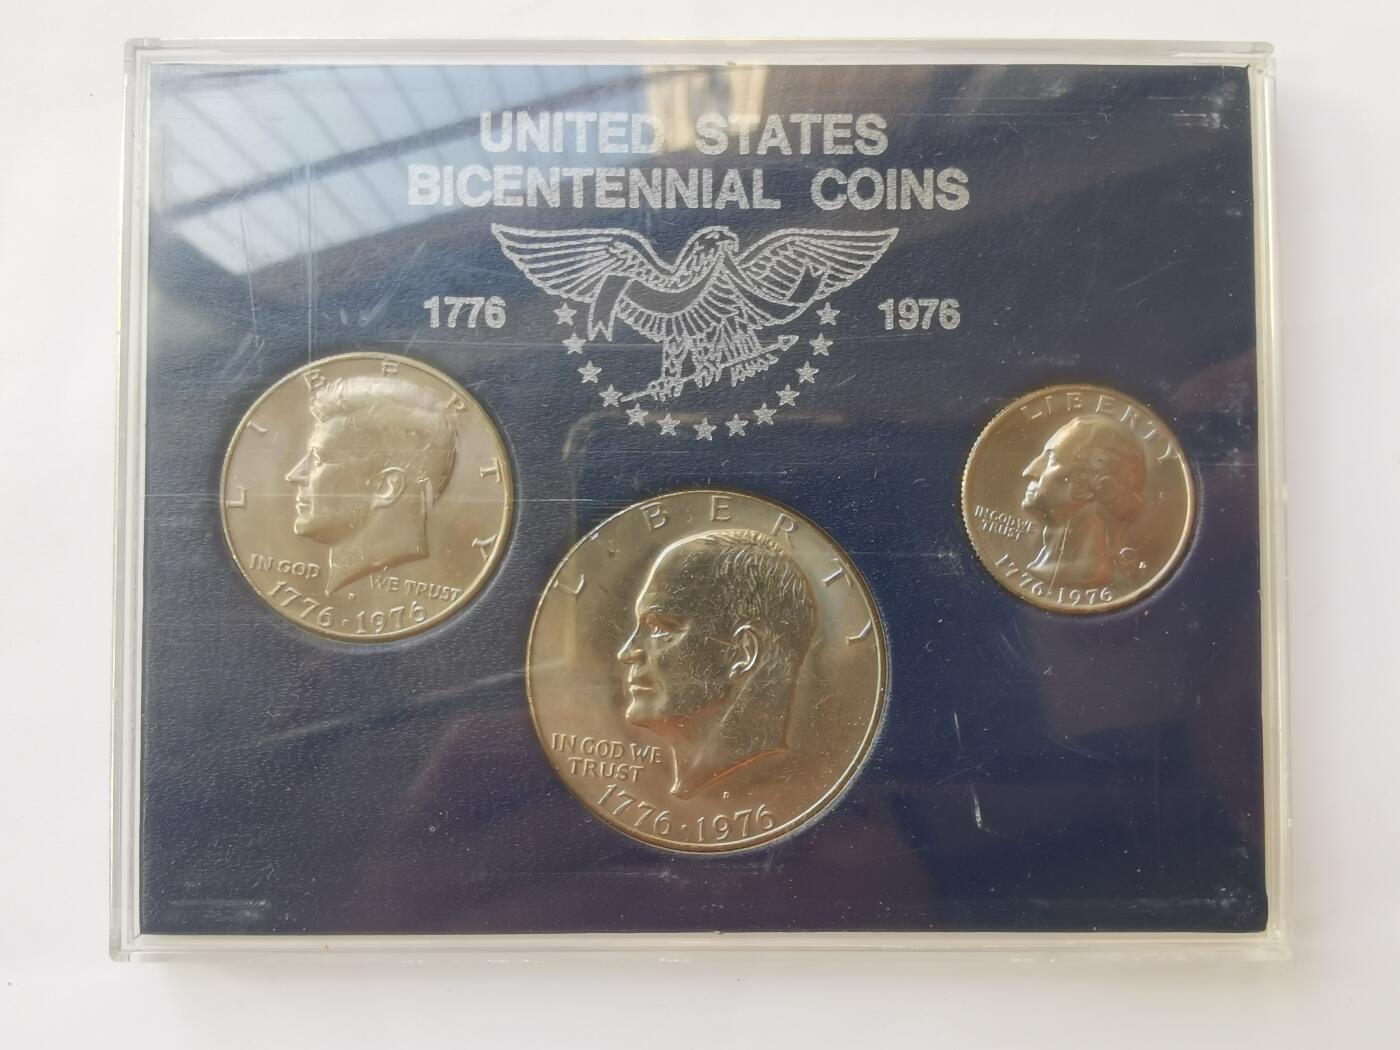 UNITED STATES
BICENTENNIAL COINS
1776
1976
LIBERTY
IN GOD WE TRUST
D
1776 · 1976
LIBERTY
IN GOD WE
TRUST
D
1776 · 1976
LIBERTY
IN GOD WE
TRUST
D
1776 · 1976